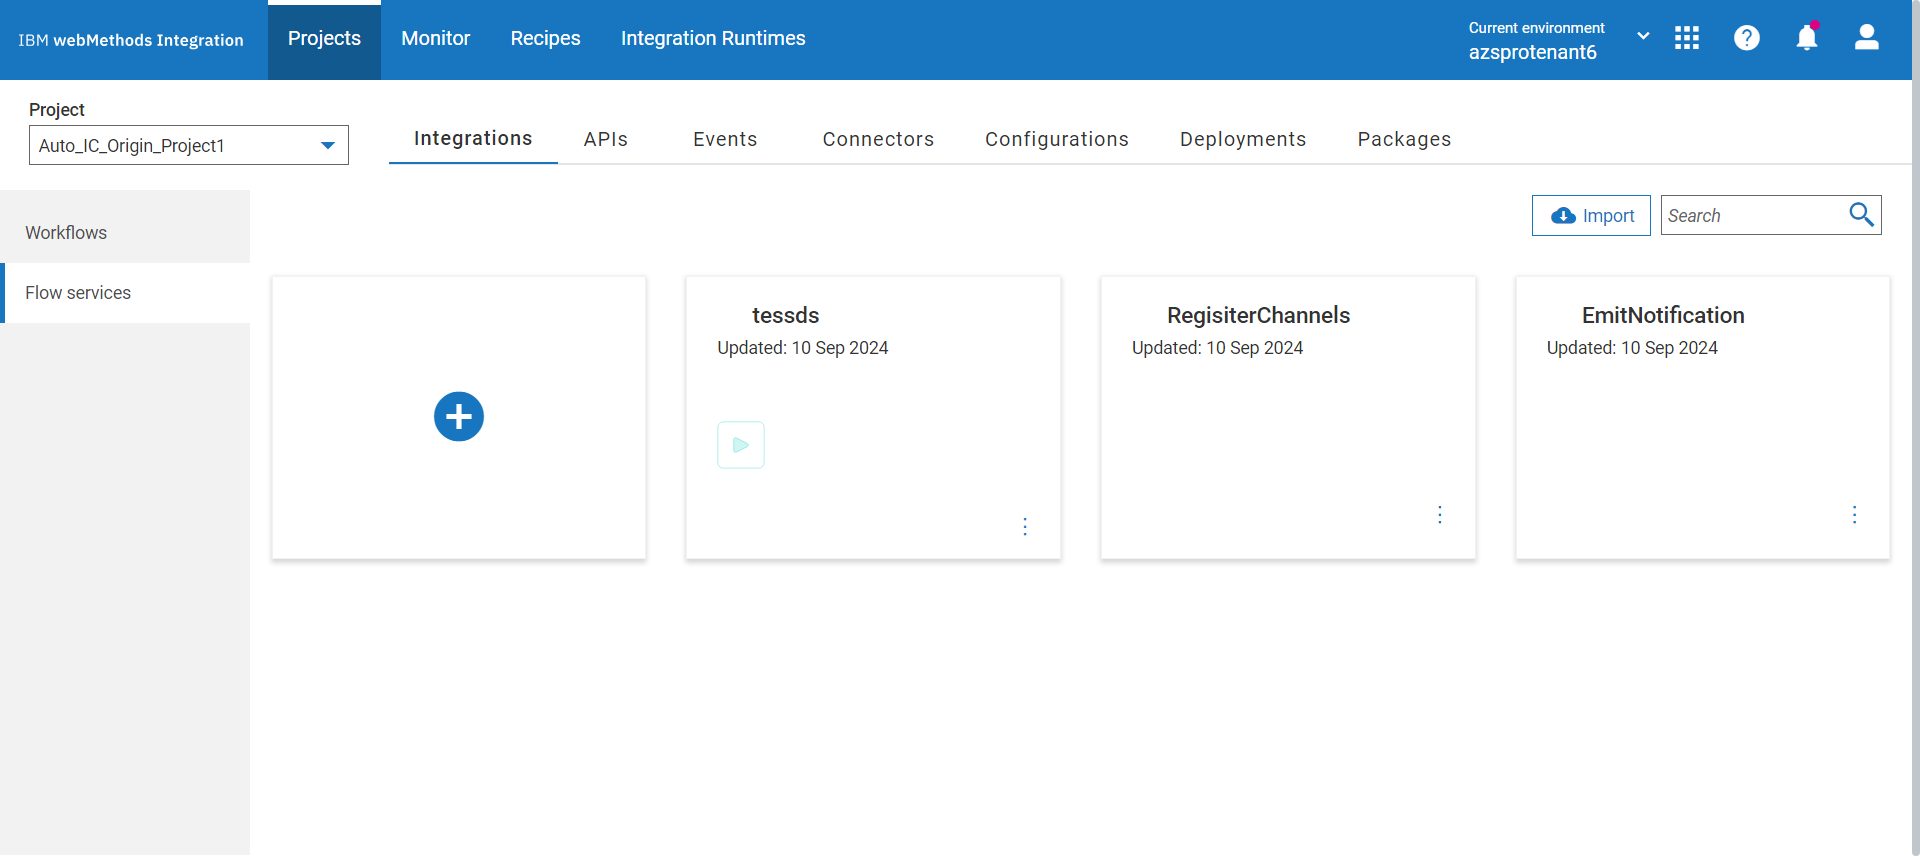 IBM webMethods Integration
Projects
Monitor
Recipes
Integration Runtimes
Current environment
azsprotenant6
Project
Auto_IC_Origin_Project1
Integrations
APIs
Events
Connectors
Configurations
Deployments
Packages
Workflows
Flow services
Import
Search
tessds
Updated: 10 Sep 2024
RegisiterChannels
Updated: 10 Sep 2024
EmitNotification
Updated: 10 Sep 2024